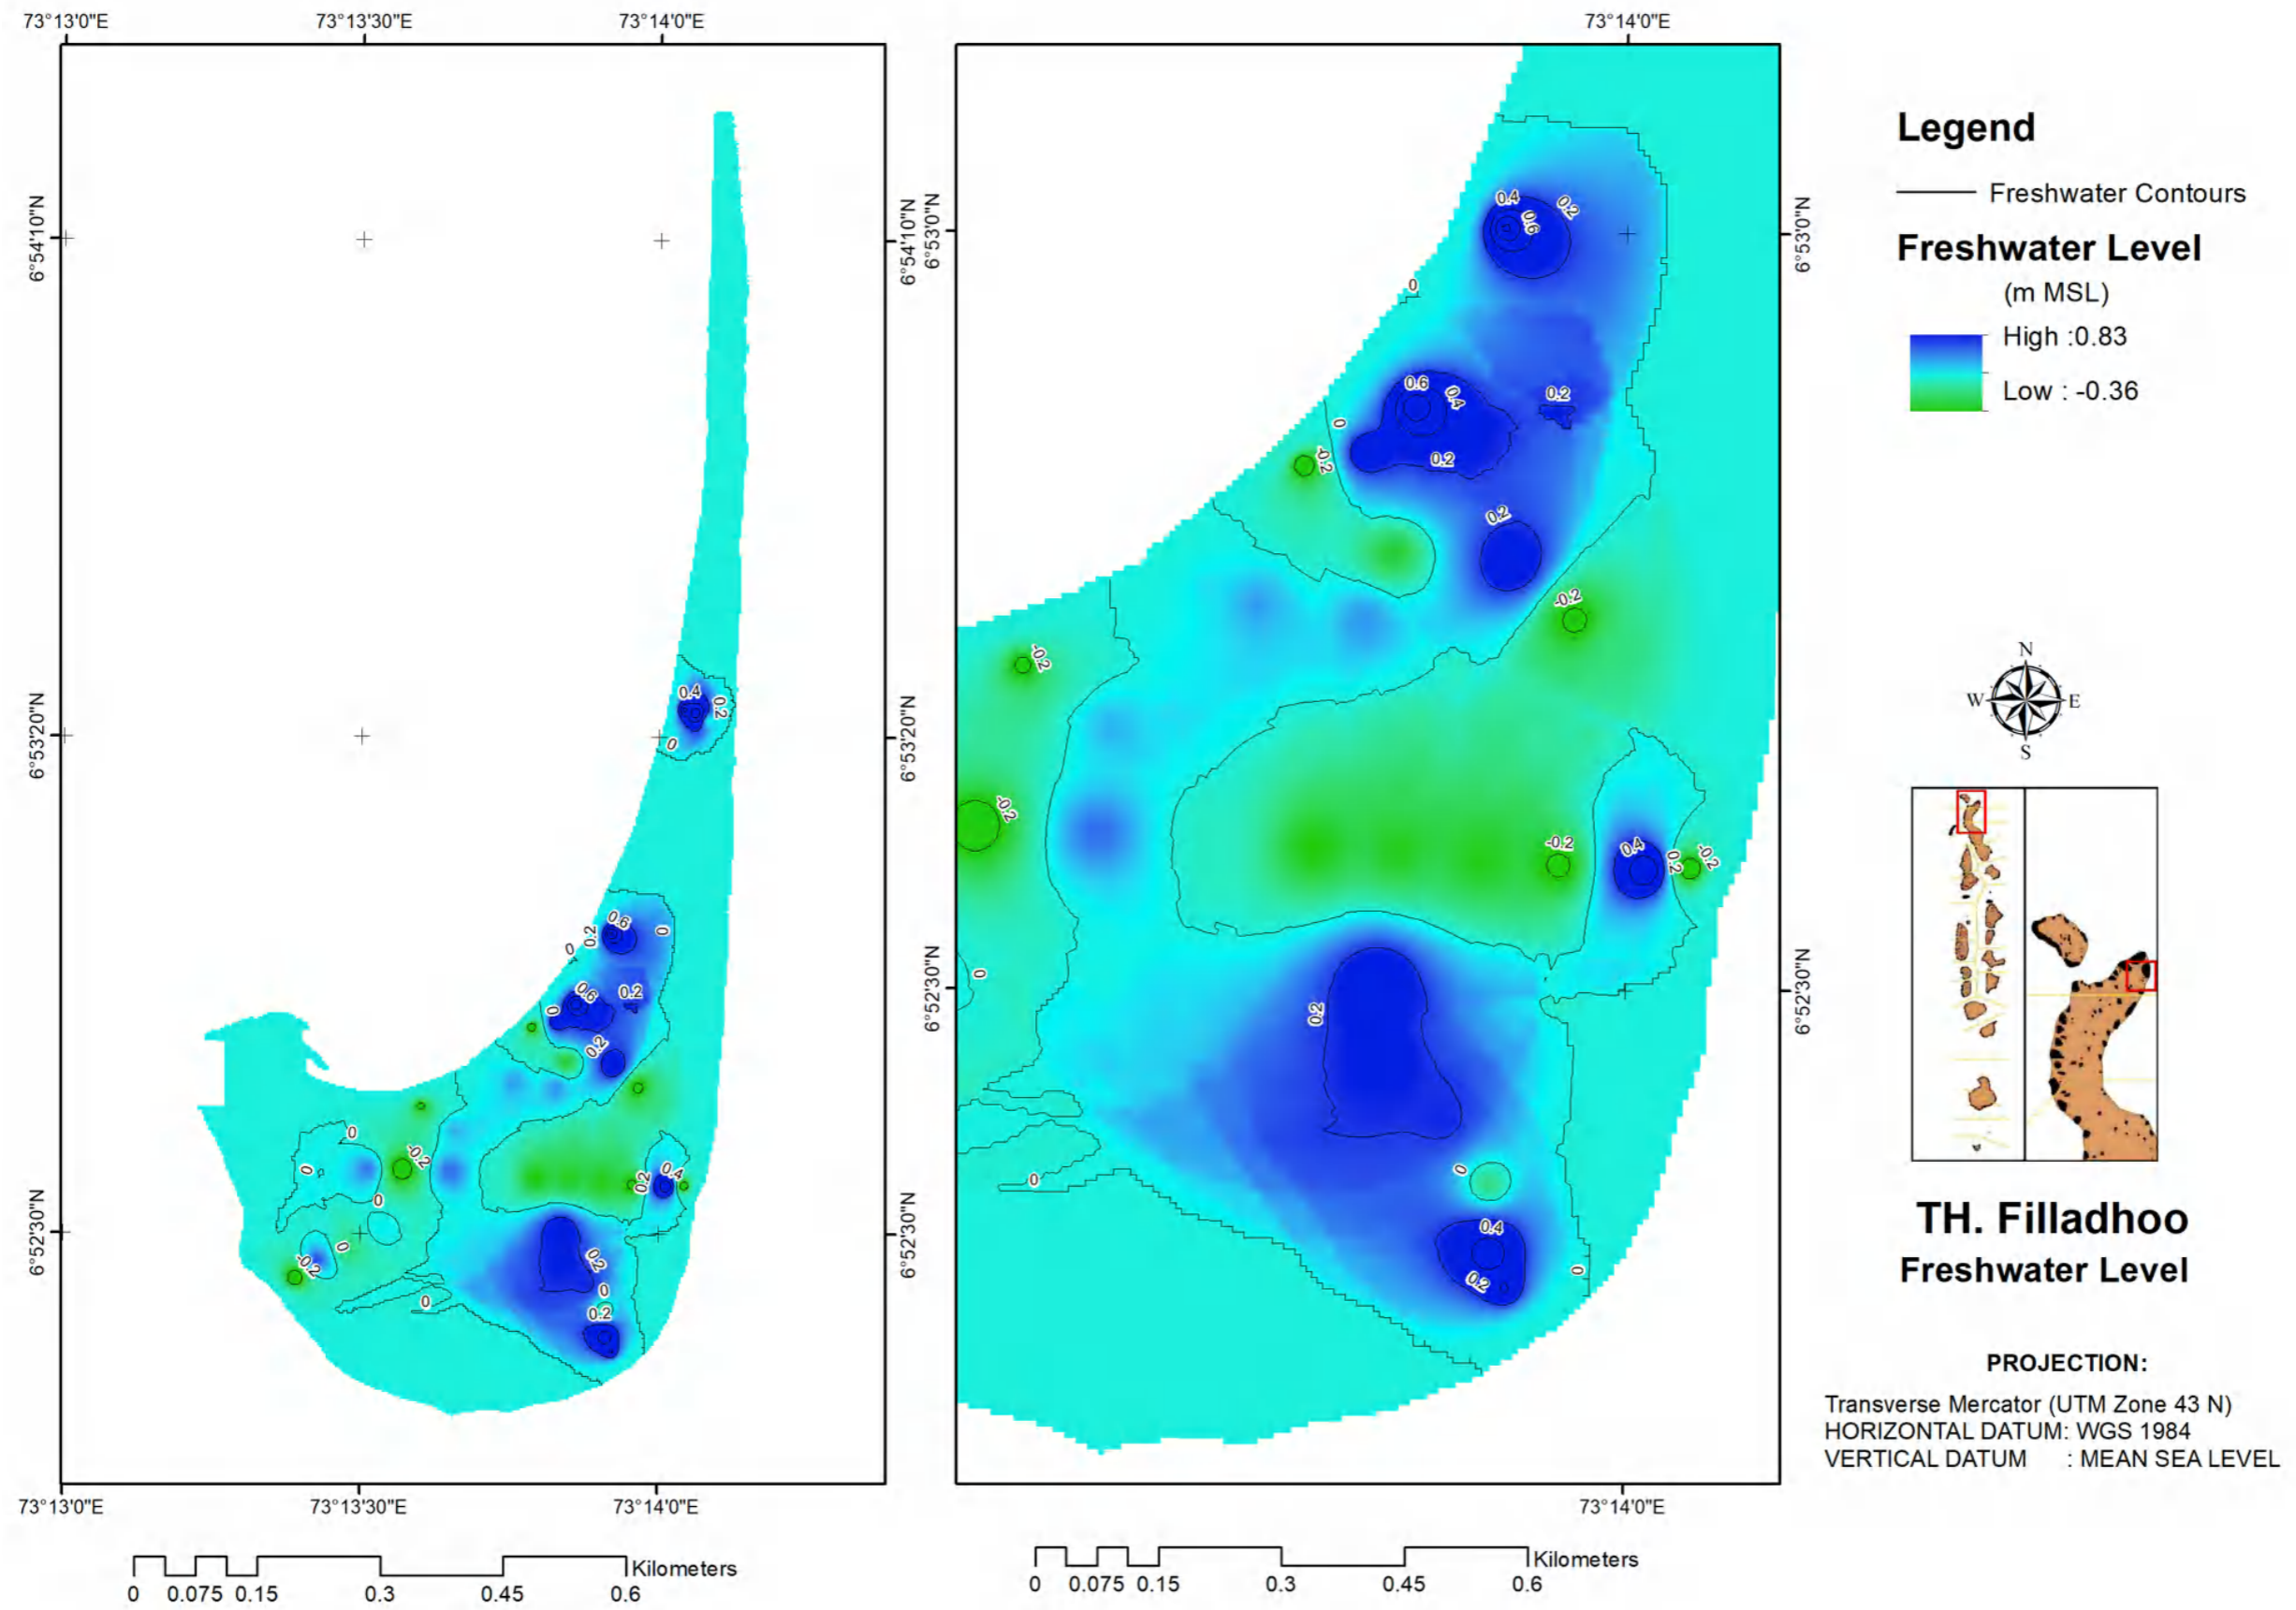 73°13'0"E
73°13'30"E
73°14'0"E
73°14'0"E
6°54'10"N
6°53'20"N
6°52'30"N
0.4
0.2
0
0.6
0.2
0
0
0.6
0.2
0
0.2
0
-0.2
0
0
0.2
0.4
0
-0.2
0.2
0
0.2
0
6°54'10"N
6°53'20"N
6°52'30"N
73°13'0"E
73°13'30"E
73°14'0"E
Kilometers
0 0.075 0.15 0.3 0.45 0.6
6°53'0"N
6°52'30"N
0.4
0.2
0.6
0
0.6
0.4
0.2
0
-0.2
0.2
0.2
-0.2
-0.2
-0.2
-0.2
0.4
0.2
-0.2
0
0.2
0
0
0.4
0.2
0
6°53'0"N
6°52'30"N
73°14'0"E
Kilometers
0 0.075 0.15 0.3 0.45 0.6
Legend
Freshwater Contours
Freshwater Level
(m MSL)
High :0.83
Low : -0.36
N
W E
S
TH. Filladhoo
Freshwater Level
PROJECTION:
Transverse Mercator (UTM Zone 43 N)
HORIZONTAL DATUM: WGS 1984
VERTICAL DATUM : MEAN SEA LEVEL